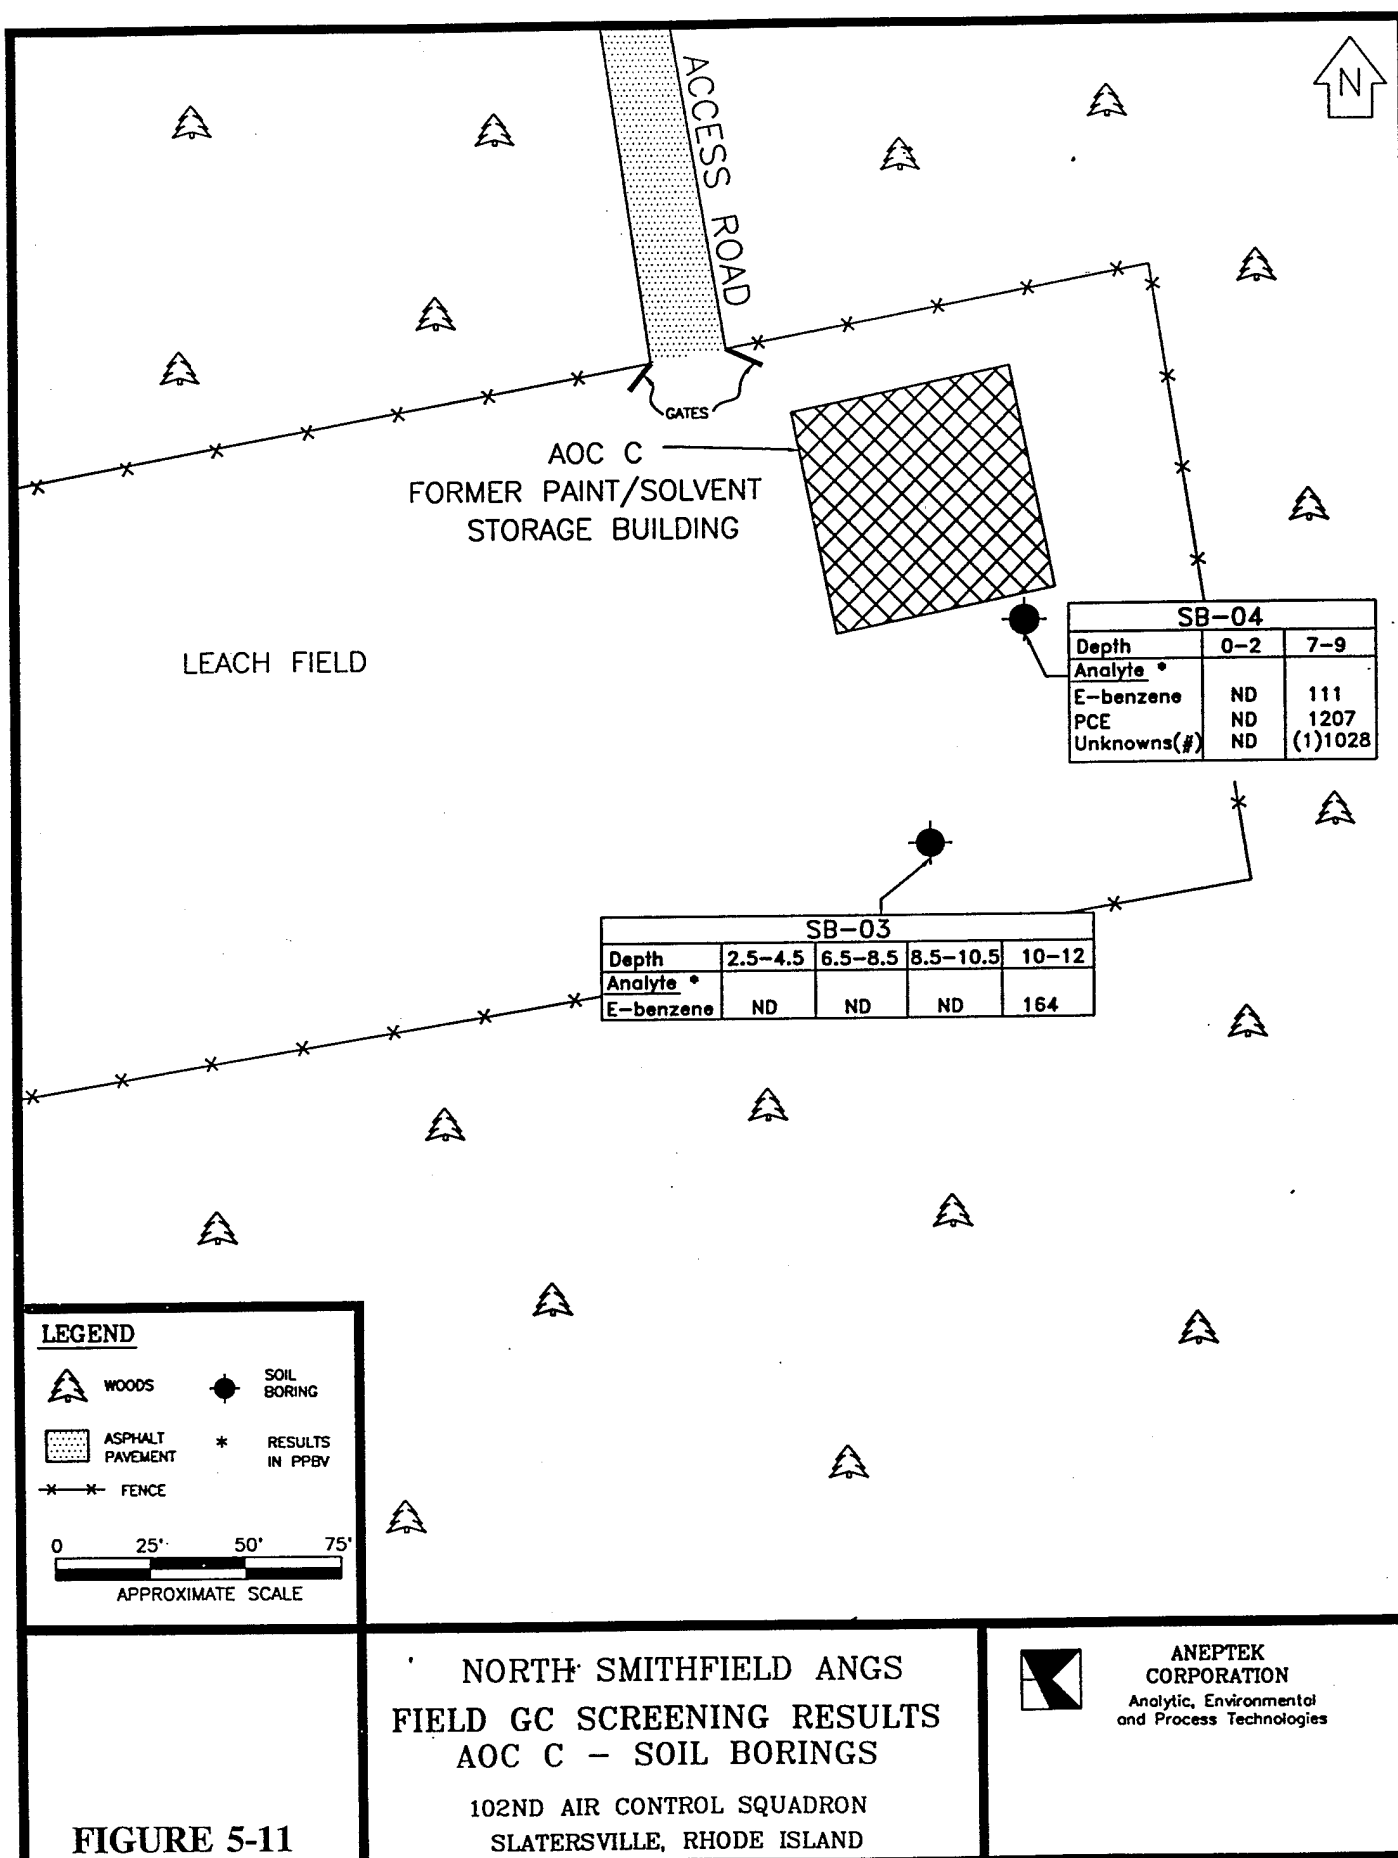 N
ACCESS ROAD
GATES
AOC C
FORMER PAINT/SOLVENT
STORAGE BUILDING
LEACH FIELD
SB-04
Depth 0-2 7-9
Analyte *
E-benzene ND 111
PCE ND 1207
Unknowns(#) ND (1)1028
SB-03
Depth 2.5-4.5 6.5-8.5 8.5-10.5 10-12
Analyte *
E-benzene ND ND ND 164
LEGEND
WOODS
SOIL
BORING
ASPHALT
PAVEMENT
* RESULTS
IN PPBV
FENCE
0 25' 50' 75'
APPROXIMATE SCALE
FIGURE 5-11
NORTH SMITHFIELD ANGS
FIELD GC SCREENING RESULTS
AOC C - SOIL BORINGS
102ND AIR CONTROL SQUADRON
SLATERSVILLE, RHODE ISLAND
ANEPTEK
CORPORATION
Analytic, Environmental
and Process Technologies